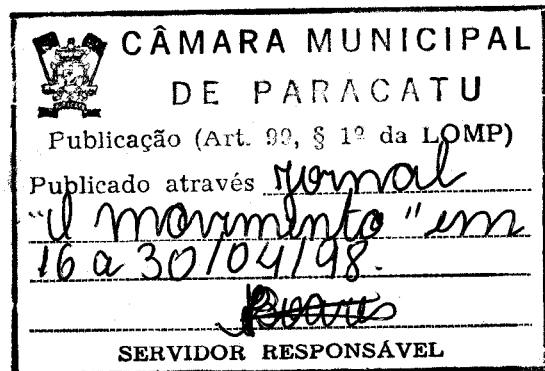 CÂMARA MUNICIPAL
DE PARACATU
Publicação (Art. 99, § 1º da LOMP)
Publicado através Jornal
"O movimento" em
16 a 30/04/98.
SERVIDOR RESPONSÁVEL